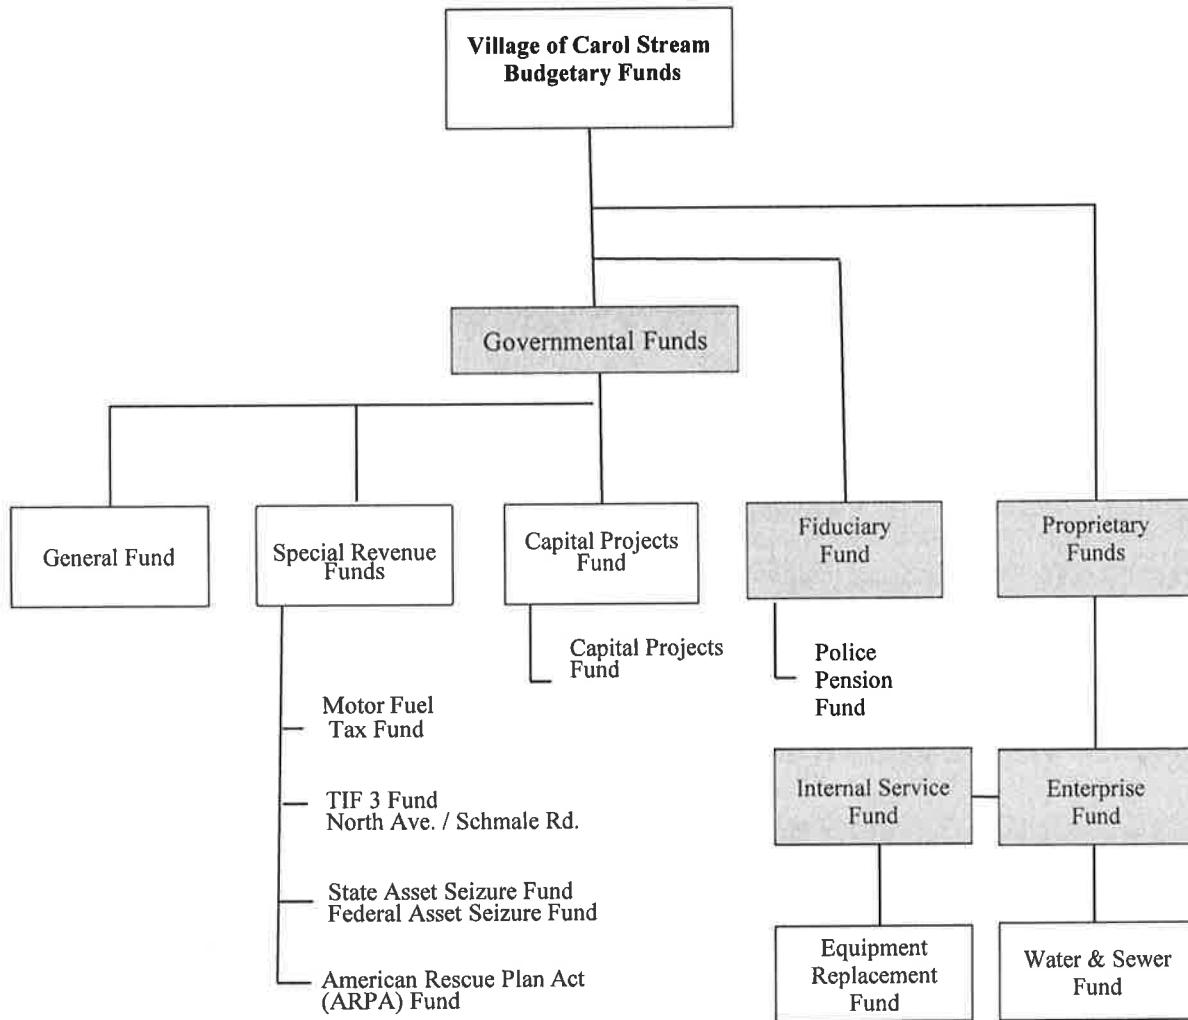 Village of Carol Stream
Budgetary Funds
Governmental Funds
General Fund
Special Revenue
Funds
Capital Projects
Fund
Fiduciary
Fund
Proprietary
Funds
Capital Projects
Fund
Police
Pension
Fund
Motor Fuel
Tax Fund
TIF 3 Fund
North Ave. / Schmale Rd.
State Asset Seizure Fund
Federal Asset Seizure Fund
American Rescue Plan Act
(ARPA) Fund
Internal Service
Fund
Enterprise
Fund
Equipment
Replacement
Fund
Water & Sewer
Fund